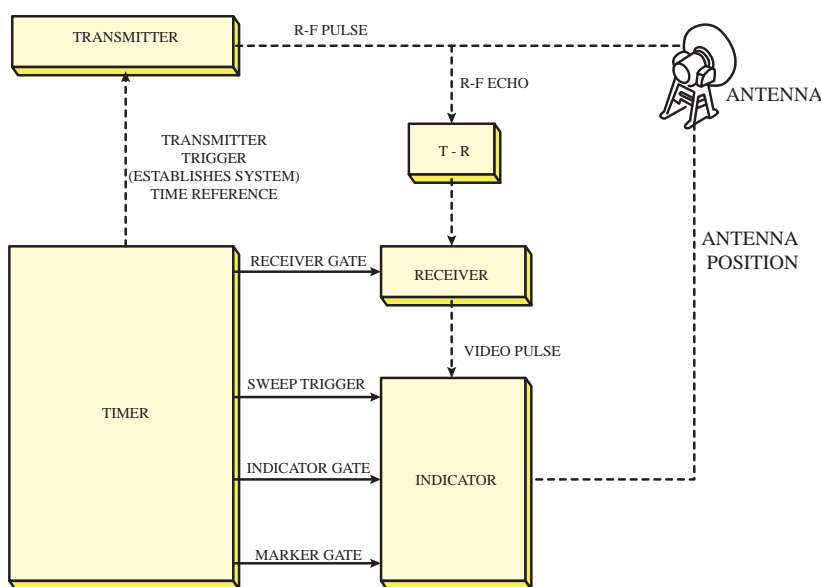 TRANSMITTER
R-F PULSE
R-F ECHO
ANTENNA
T - R
TRANSMITTER
TRIGGER
(ESTABLISHES SYSTEM)
TIME REFERENCE
ANTENNA
POSITION
RECEIVER GATE
RECEIVER
VIDEO PULSE
SWEEP TRIGGER
TIMER
INDICATOR GATE
INDICATOR
MARKER GATE